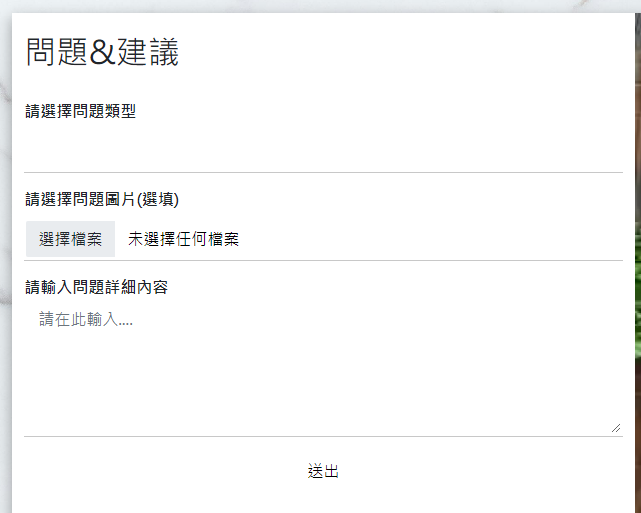 問題&建議
請選擇問題類型
請選擇問題圖片(選填)
選擇檔案 未選擇任何檔案
請輸入問題詳細內容
請在此輸入....
送出